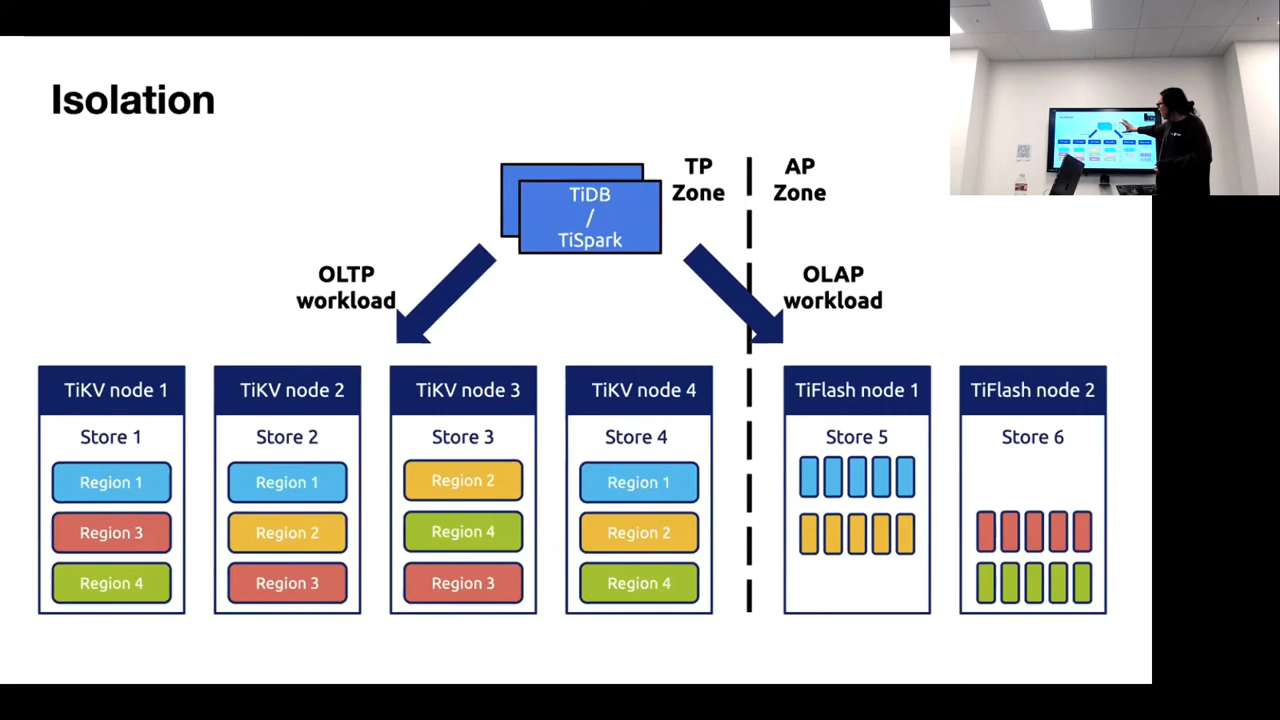 Isolation
TP
Zone
AP
Zone
TiDB
/
TiSpark
OLTP
workload
OLAP
workload
TiKV node 1
TiKV node 2
TiKV node 3
TiKV node 4
TiFlash node 1
TiFlash node 2
Store 1
Store 2
Store 3
Store 4
Store 5
Store 6
Region 1
Region 1
Region 2
Region 1
Region 3
Region 2
Region 4
Region 2
Region 4
Region 3
Region 3
Region 4